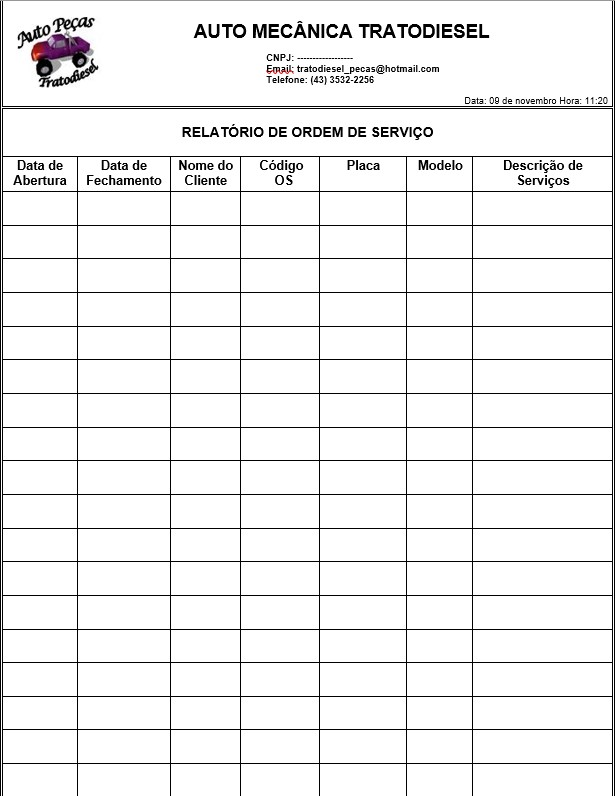 Auto Peças
Tratodiesel
AUTO MECÂNICA TRATODIESEL
CNPJ: ------------------
Email: tratodiesel_pecas@hotmail.com
Telefone: (43) 3532-2256
Data: 09 de novembro Hora: 11:20
RELATÓRIO DE ORDEM DE SERVIÇO
Data de Abertura
Data de Fechamento
Nome do Cliente
Código OS
Placa
Modelo
Descrição de Serviços